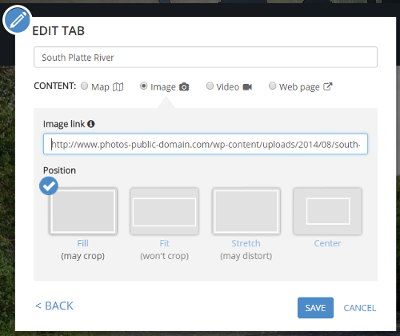 EDIT TAB
South Platte River
CONTENT: Map Image Video Web page
Image link
http://www.photos-public-domain.com/wp-content/uploads/2014/08/south-
Position
Fill Fit Stretch Center
(may crop) (won't crop) (may distort)
< BACK SAVE CANCEL